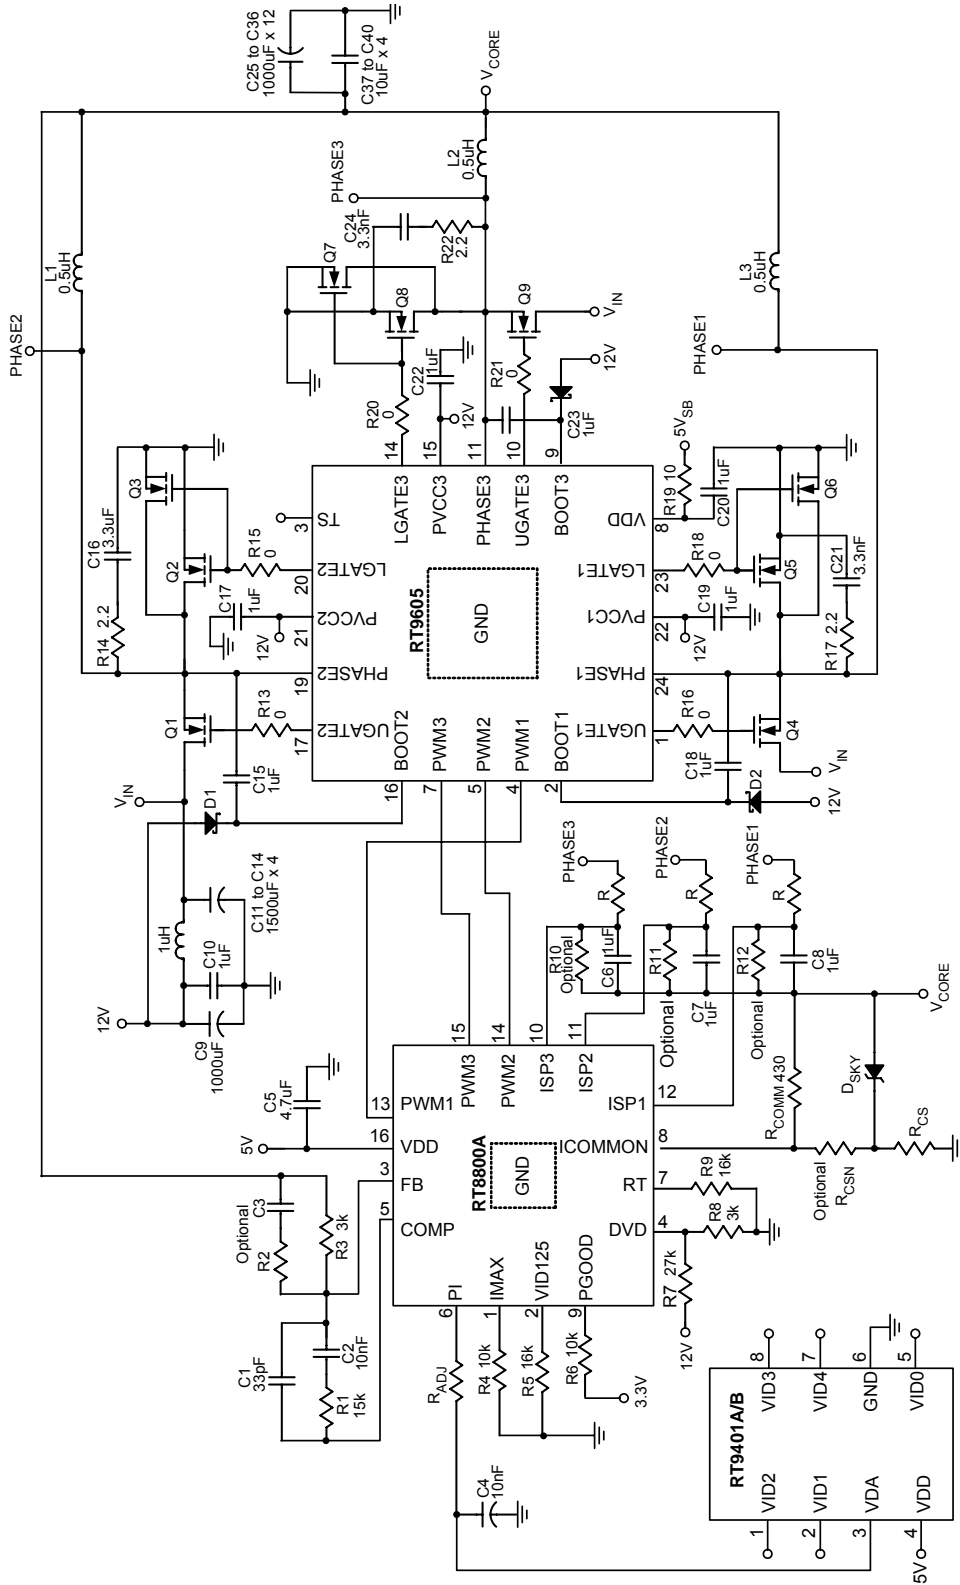 C25 to C36
1000uF x 12
C37 to C40
10uF x 4
V_CORE
PHASE2
L1
0.5uH
PHASE3
L2
0.5uH
L3
0.5uH
PHASE1
C24
3.3nF
R22
2.2
Q7
Q8
Q9
V_IN
R20
0
C22
1uF
12V
R21
0
C23
1uF
12V
14
15
11
10
9
LGATE3
PVCC3
PHASE3
UGATE3
BOOT3
RT9605
GND
3
TS
20
LGATE2
21
PVCC2
19
PHASE2
17
UGATE2
16
BOOT2
7
PWM3
5
PWM2
4
PWM1
2
BOOT1
1
UGATE1
24
PHASE1
22
PVCC1
23
LGATE1
8
VDD
C16
3.3uF
Q3
R14 2.2
Q2
R15
0
C17
1uF
12V
Q1
R13
0
C15
1uF
V_IN
D1
5V_SB
R19 10
C20
1uF
R18
0
Q5
Q6
C21
3.3nF
R17 2.2
C19
1uF
12V
R16
0
Q4
C18
1uF
V_IN
D2
12V
C11 to C14
1500uF x 4
1uH
C10
1uF
12V
C9
1000uF
C5
4.7uF
5V
PHASE3
R
PHASE2
R
PHASE1
R
R10
Optional
C6
1uF
R11
Optional
C7
1uF
R12
Optional
C8
1uF
V_CORE
R_COMM 430
D_SKY
Optional
R_CSN
R_CS
RT8800A
GND
15
PWM3
14
PWM2
10
ISP3
11
ISP2
12
ISP1
8
ICOMMON
7
RT
4
DVD
13
PWM1
16
VDD
3
FB
5
COMP
6
PI
1
IMAX
2
VID125
9
PGOOD
Optional
C3
R2
R3 3k
C1
33pF
C2
10nF
R1
15k
R_ADJ
R4 10k
R5 16k
R6 10k
3.3V
C4
10nF
R9
16k
R8
3k
R7 27k
12V
RT9401A/B
1
VID2
2
VID1
3
VDA
4
VDD
5V
8
VID3
7
VID4
6
GND
5
VID0